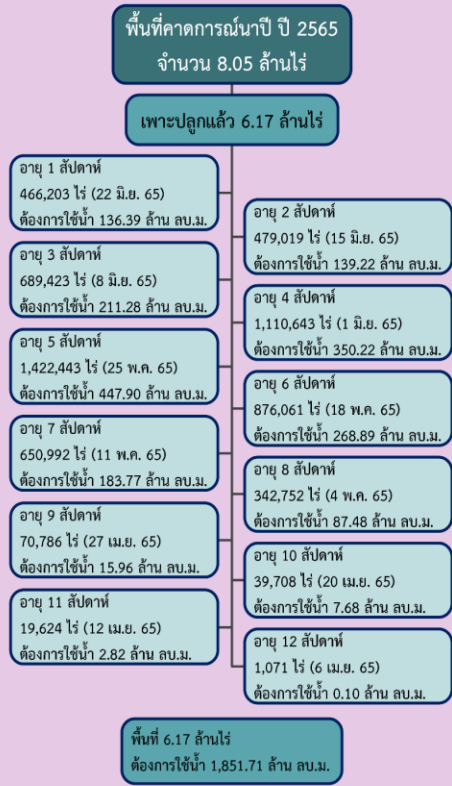 พื้นที่คาดการณ์นาปี ปี 2565
จำนวน 8.05 ล้านไร่
เพาะปลูกแล้ว 6.17 ล้านไร่
อายุ 1 สัปดาห์
466,203 ไร่ (22 มิ.ย. 65)
ต้องการใช้น้ำ 136.39 ล้าน ลบ.ม.
อายุ 2 สัปดาห์
479,019 ไร่ (15 มิ.ย. 65)
ต้องการใช้น้ำ 139.22 ล้าน ลบ.ม.
อายุ 3 สัปดาห์
689,423 ไร่ (8 มิ.ย. 65)
ต้องการใช้น้ำ 211.28 ล้าน ลบ.ม.
อายุ 4 สัปดาห์
1,110,643 ไร่ (1 มิ.ย. 65)
ต้องการใช้น้ำ 350.22 ล้าน ลบ.ม.
อายุ 5 สัปดาห์
1,422,443 ไร่ (25 พ.ค. 65)
ต้องการใช้น้ำ 447.90 ล้าน ลบ.ม.
อายุ 6 สัปดาห์
876,061 ไร่ (18 พ.ค. 65)
ต้องการใช้น้ำ 268.89 ล้าน ลบ.ม.
อายุ 7 สัปดาห์
650,992 ไร่ (11 พ.ค. 65)
ต้องการใช้น้ำ 183.77 ล้าน ลบ.ม.
อายุ 8 สัปดาห์
342,752 ไร่ (4 พ.ค. 65)
ต้องการใช้น้ำ 87.48 ล้าน ลบ.ม.
อายุ 9 สัปดาห์
70,786 ไร่ (27 เม.ย. 65)
ต้องการใช้น้ำ 15.96 ล้าน ลบ.ม.
อายุ 10 สัปดาห์
39,708 ไร่ (20 เม.ย. 65)
ต้องการใช้น้ำ 7.68 ล้าน ลบ.ม.
อายุ 11 สัปดาห์
19,624 ไร่ (12 เม.ย. 65)
ต้องการใช้น้ำ 2.82 ล้าน ลบ.ม.
อายุ 12 สัปดาห์
1,071 ไร่ (6 เม.ย. 65)
ต้องการใช้น้ำ 0.10 ล้าน ลบ.ม.
พื้นที่ 6.17 ล้านไร่
ต้องการใช้น้ำ 1,851.71 ล้าน ลบ.ม.